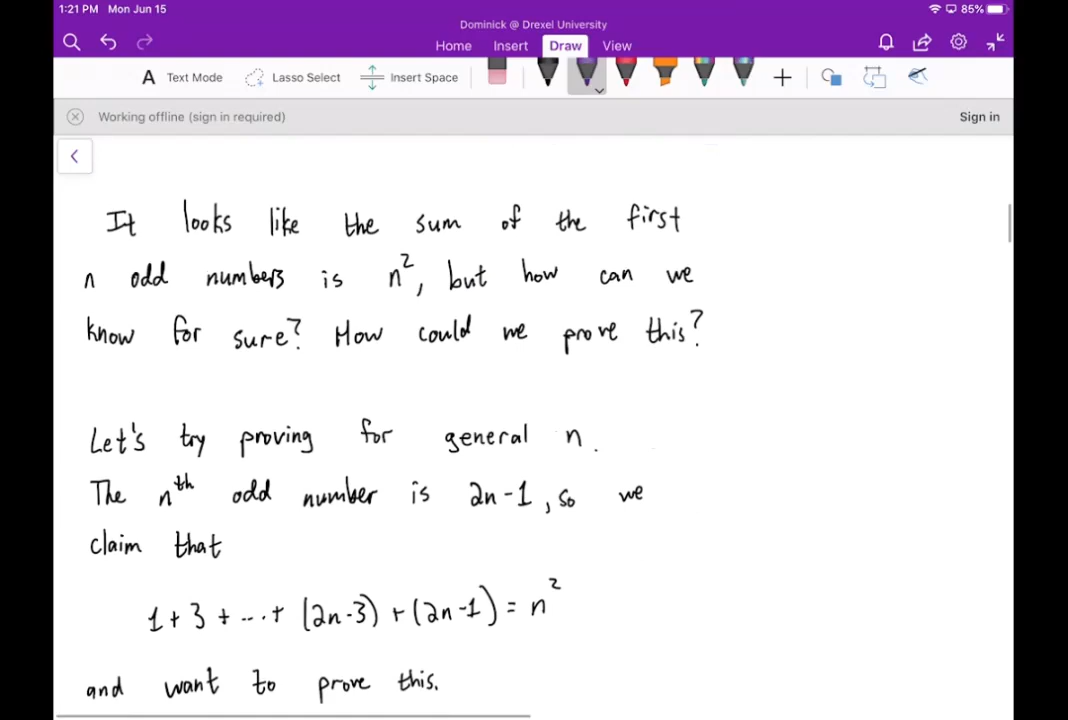 1:21 PM Mon Jun 15
85%
Dominick @ Drexel University
Home Insert Draw View
Text Mode Lasso Select Insert Space
Working offline (sign in required) Sign in
It looks like the sum of the first
n odd numbers is n², but how can we
know for sure? How could we prove this?
Let's try proving for general n.
The nᵗʰ odd number is 2n-1, so we
claim that
1 + 3 + ... + (2n-3) + (2n-1) = n²
and want to prove this.